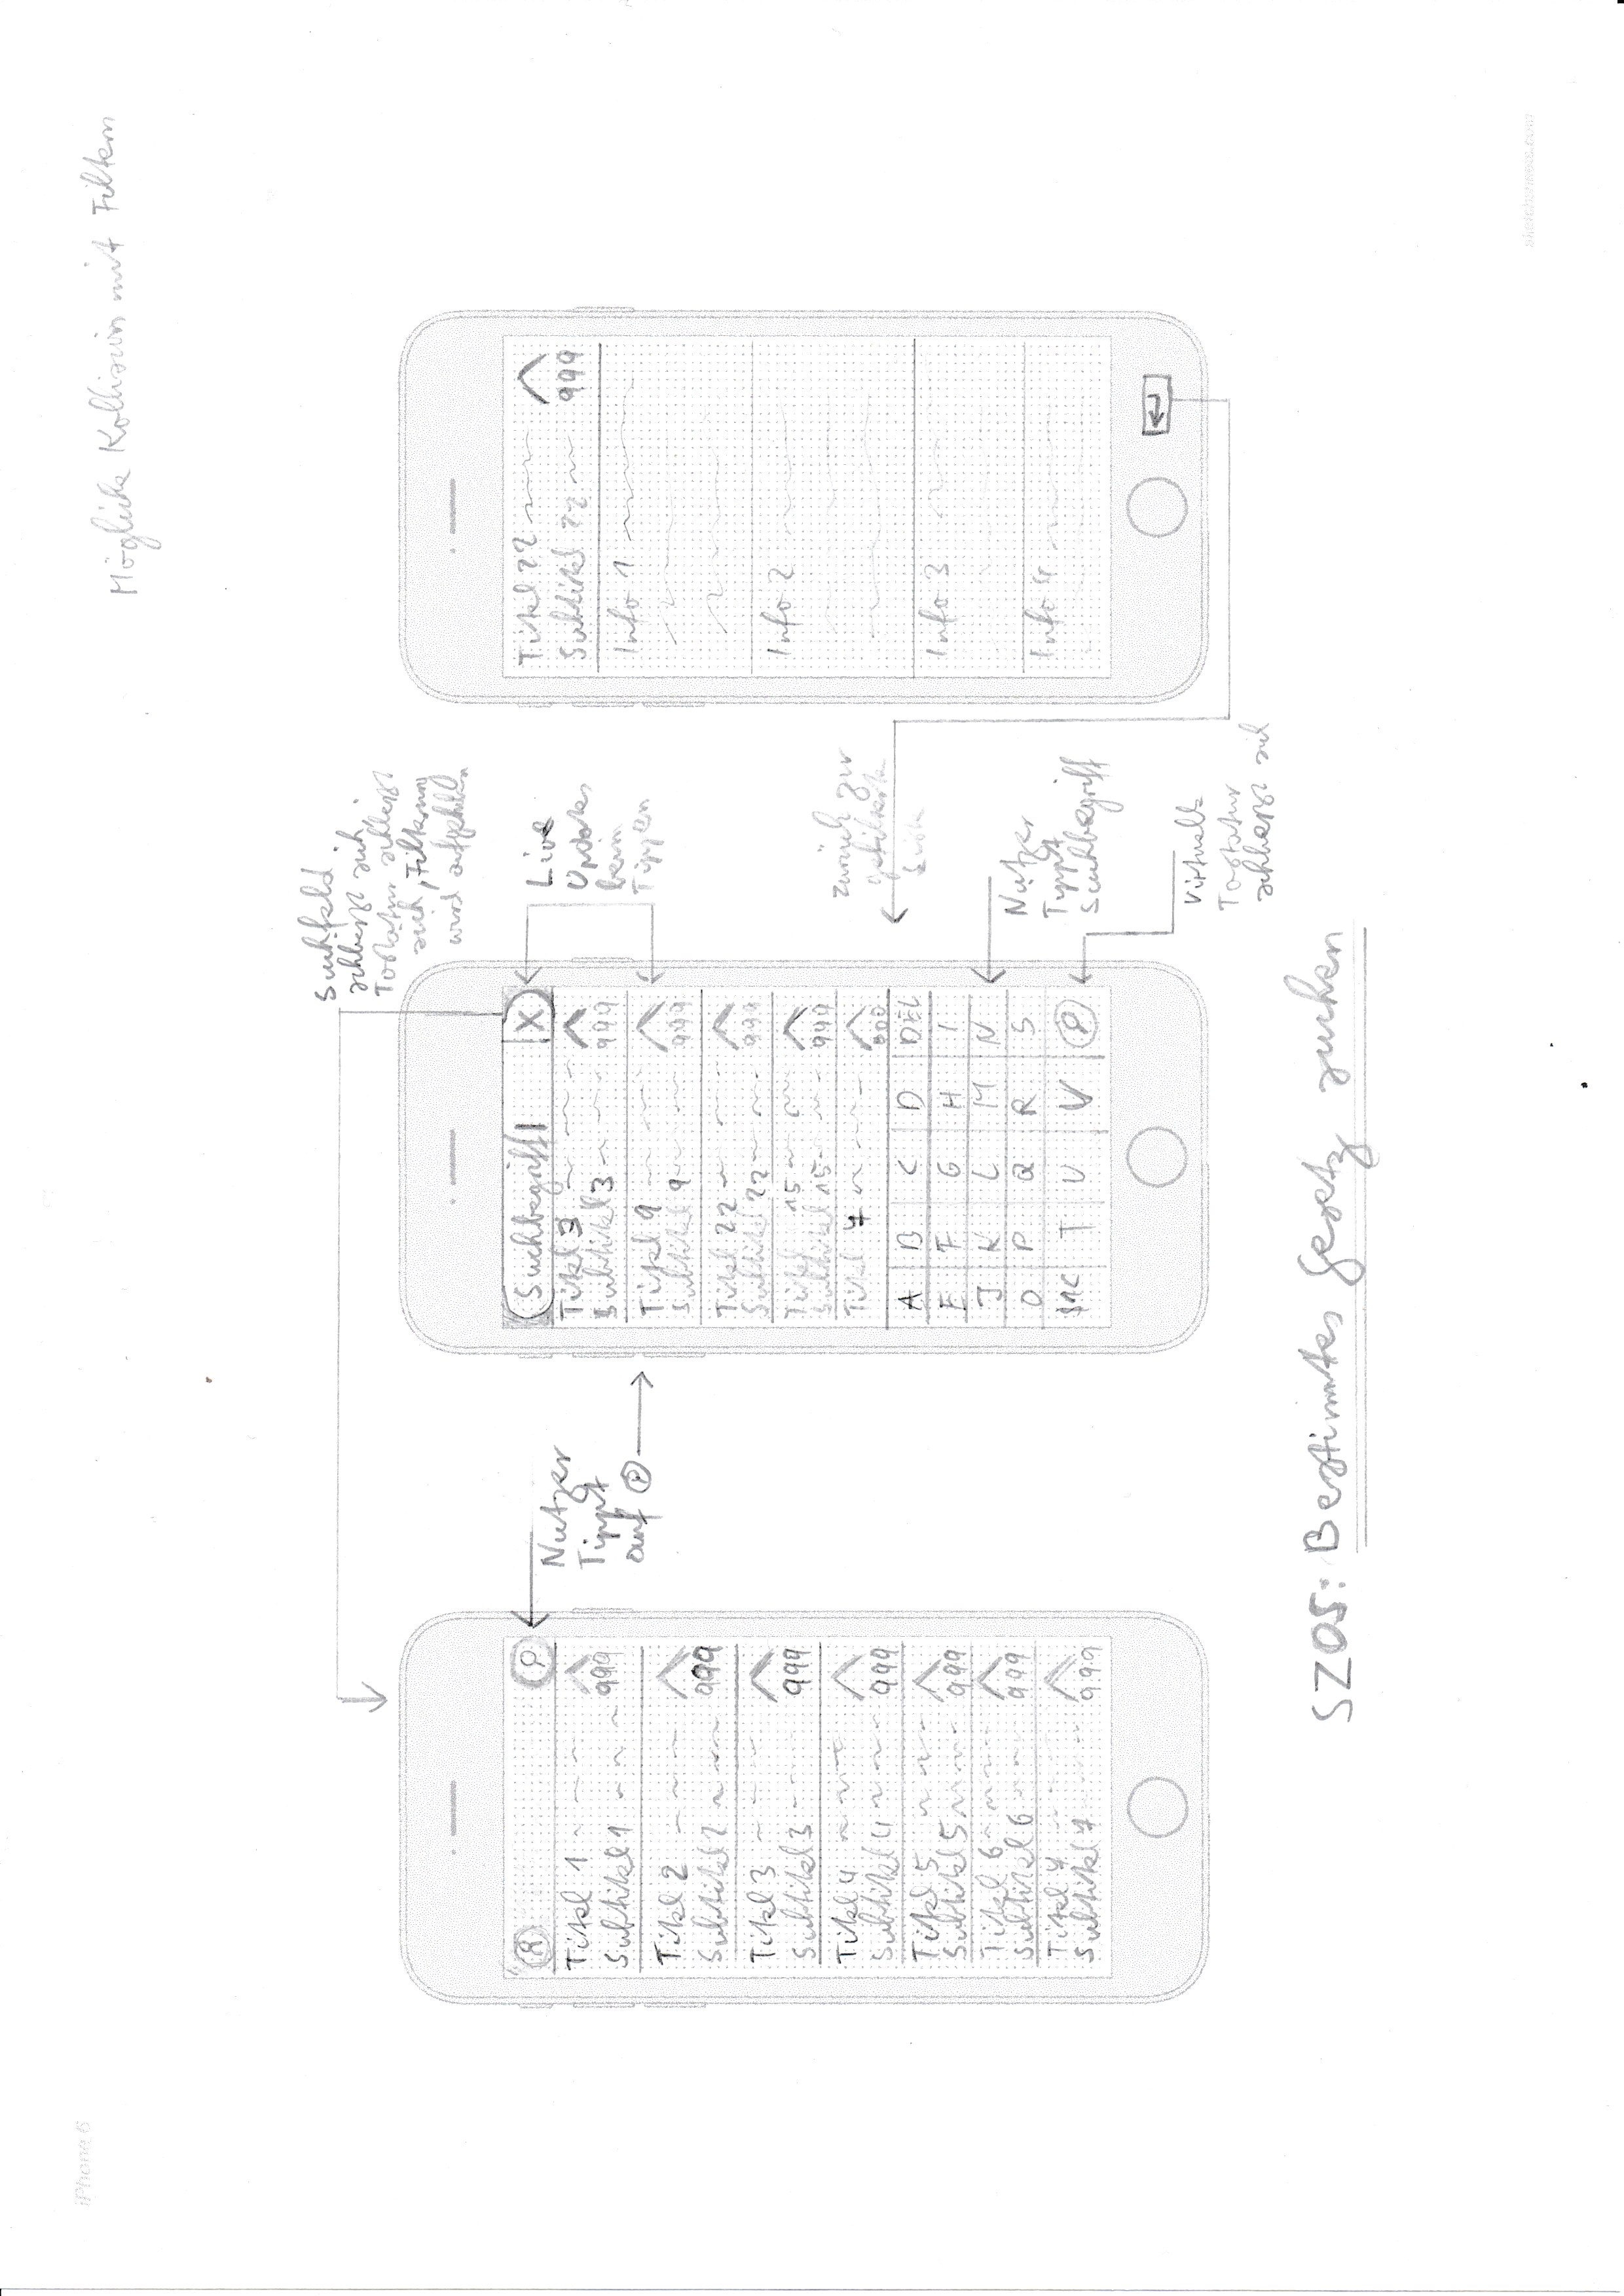 iPhone 6
Mögliche Kollision mit Filtern
Suchfeld
schließt sich,
Tastatur schließt
sich, Filterung
wird aufgehoben
Titel 1
999
Subtitel 1
Titel 2
999
Subtitel 2
Titel 3
999
Subtitel 3
Titel 4
999
Subtitel 4
Titel 5
999
Subtitel 5
Titel 6
999
Subtitel 6
Titel 7
999
Subtitel 7
Nutzer
Tippt
auf
Suchbegriff X
Titel 3
Subtitel 3 999
Titel 9
Subtitel 9 999
Titel 22
Subtitel 22 999
Titel 15
Subtitel 15 999
Titel 7
A B C D DEL
E F G H I
J K L M N
O P Q R S
T U V
Live
Updates
beim
Tippen
zurück zur
Nutzer
Tippt
Suchbegriff
Virtuelle
Tastatur
schließt sich
Titel 22
Subtitel 22 999
Info 1
Info 2
Info 3
Info 4
SZ05: Bestimmtes Gesetz suchen
sketchsheets.com